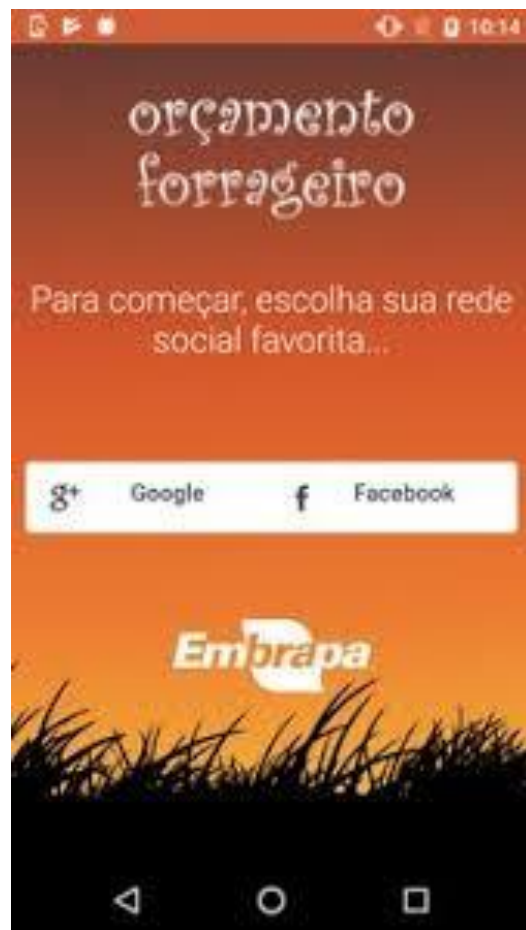 10:14
orçamento
forrageiro
Para começar, escolha sua rede
social favorita...
g+ Google f Facebook
Embrapa